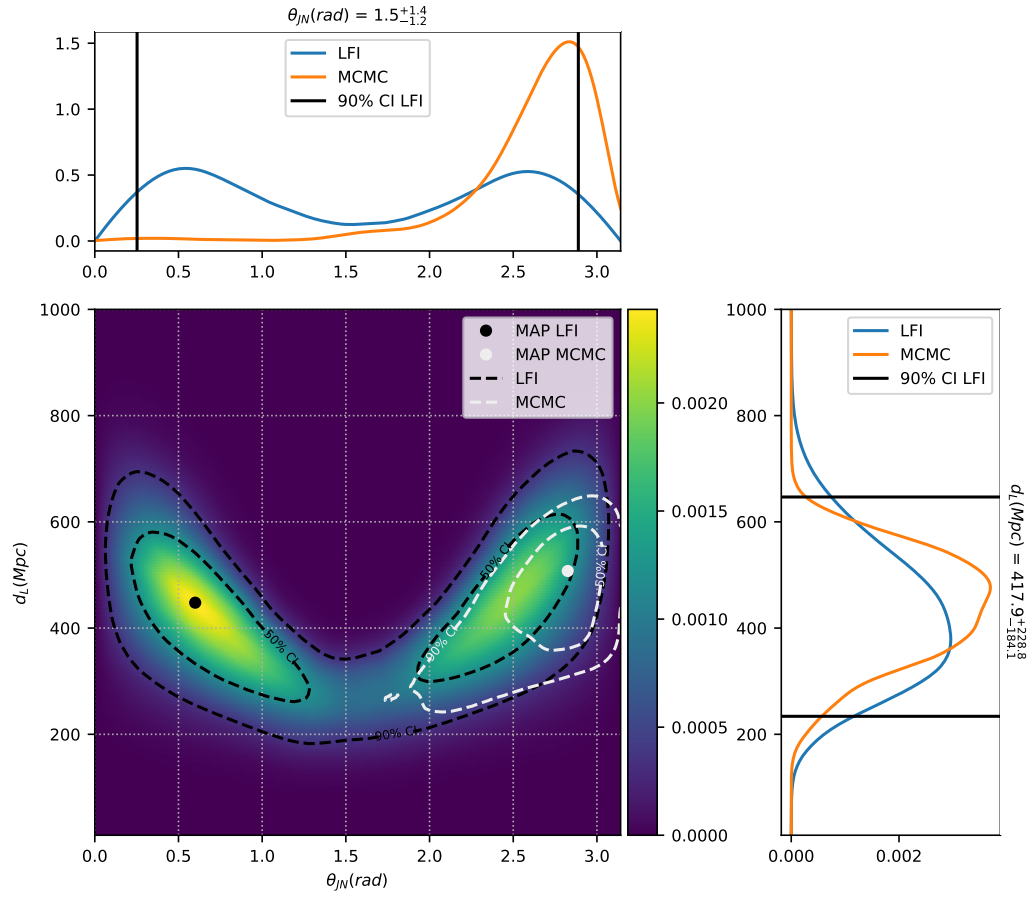 θ_JN(rad) = 1.5^{+1.4}_{−1.2}
1.5
1.0
0.5
0.0
LFI
MCMC
90% CI LFI
0.0 0.5 1.0 1.5 2.0 2.5 3.0
1000
800
600
400
200
d_L(Mpc)
MAP LFI
MAP MCMC
LFI
MCMC
50% CI
50% CI
50% CI
90% CI
90% CI
0.0 0.5 1.0 1.5 2.0 2.5 3.0
θ_JN(rad)
0.0020
0.0015
0.0010
0.0005
0.0000
LFI
MCMC
90% CI LFI
1000
800
600
400
200
0.000 0.002
d_L(Mpc) = 417.9^{+228.8}_{−184.1}